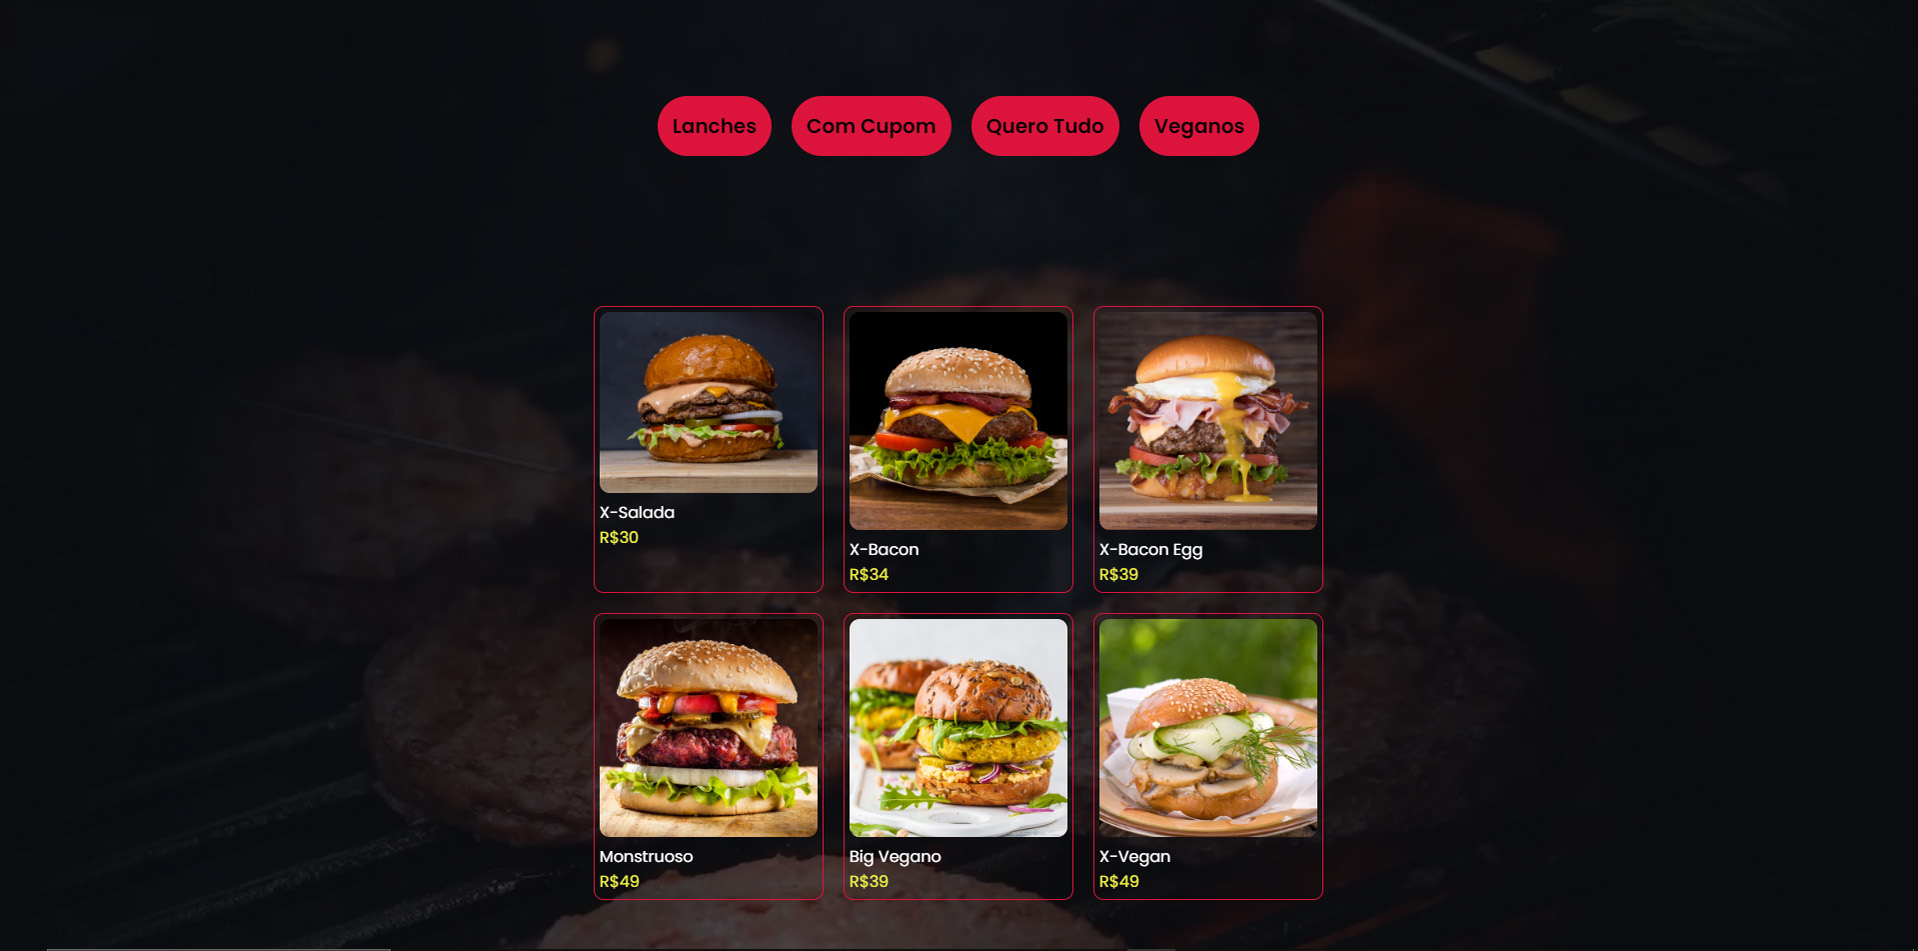 Lanches
Com Cupom
Quero Tudo
Veganos
X-Salada
R$30
X-Bacon
R$34
X-Bacon Egg
R$39
Monstruoso
R$49
Big Vegano
R$39
X-Vegan
R$49